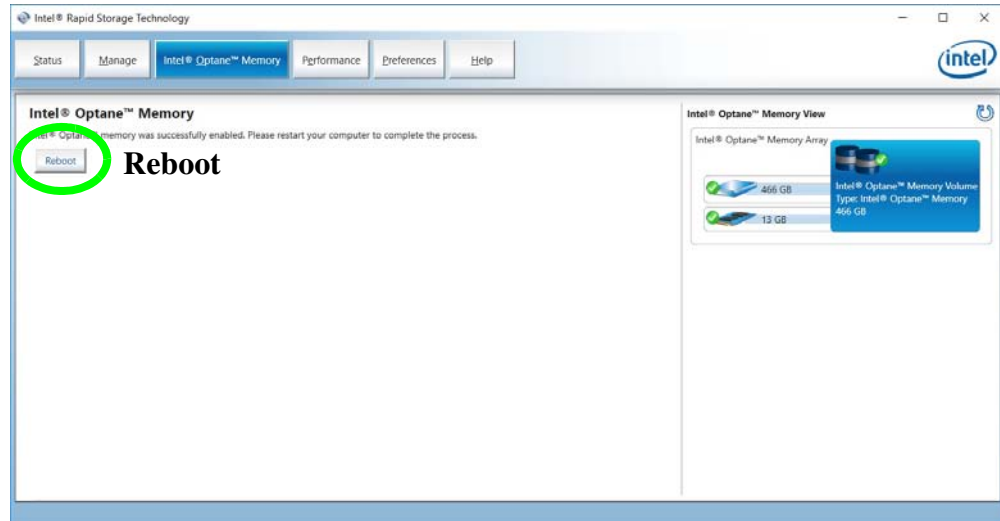 Intel® Rapid Storage Technology
Status Manage Intel® Optane™ Memory Performance Preferences Help
intel
Intel® Optane™ Memory
Intel® Optane™ memory was successfully enabled. Please restart your computer to complete the process.
Reboot
Reboot
Intel® Optane™ Memory View
Intel® Optane™ Memory Array
466 GB
13 GB
Intel® Optane™ Memory Volume
Type: Intel® Optane™ Memory
466 GB